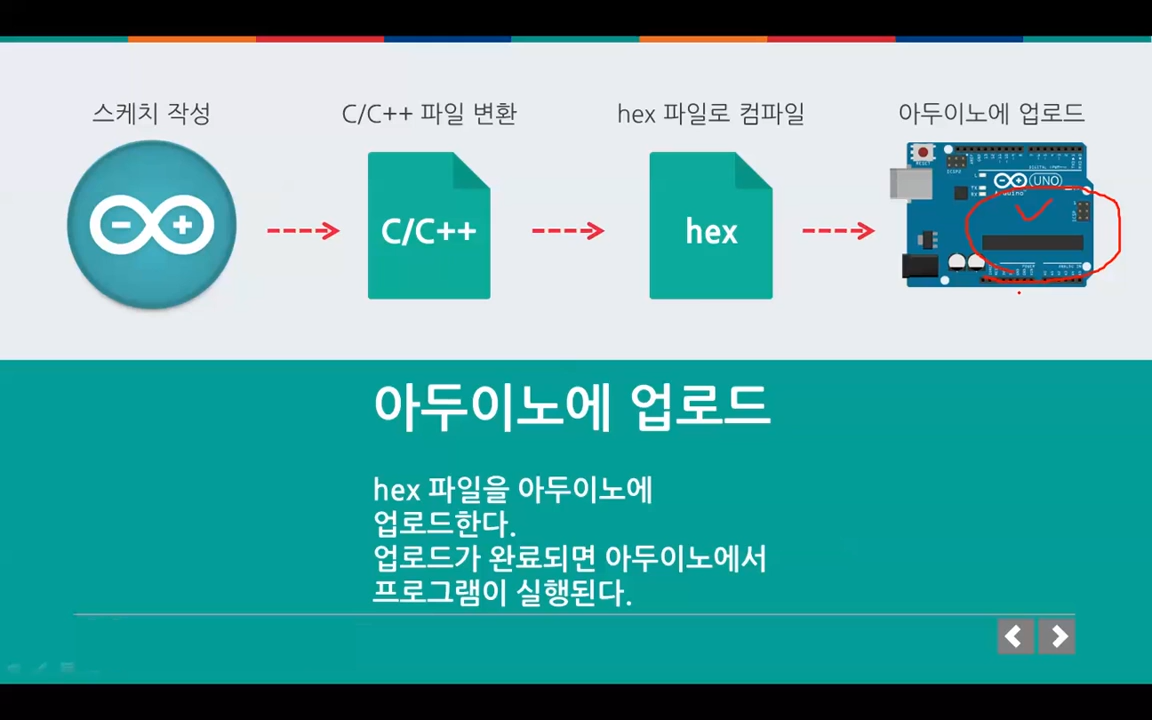 스케치 작성
C/C++ 파일 변환
hex 파일로 컴파일
아두이노에 업로드
C/C++
hex
UNO
아두이노에 업로드
hex 파일을 아두이노에
업로드한다.
업로드가 완료되면 아두이노에서
프로그램이 실행된다.